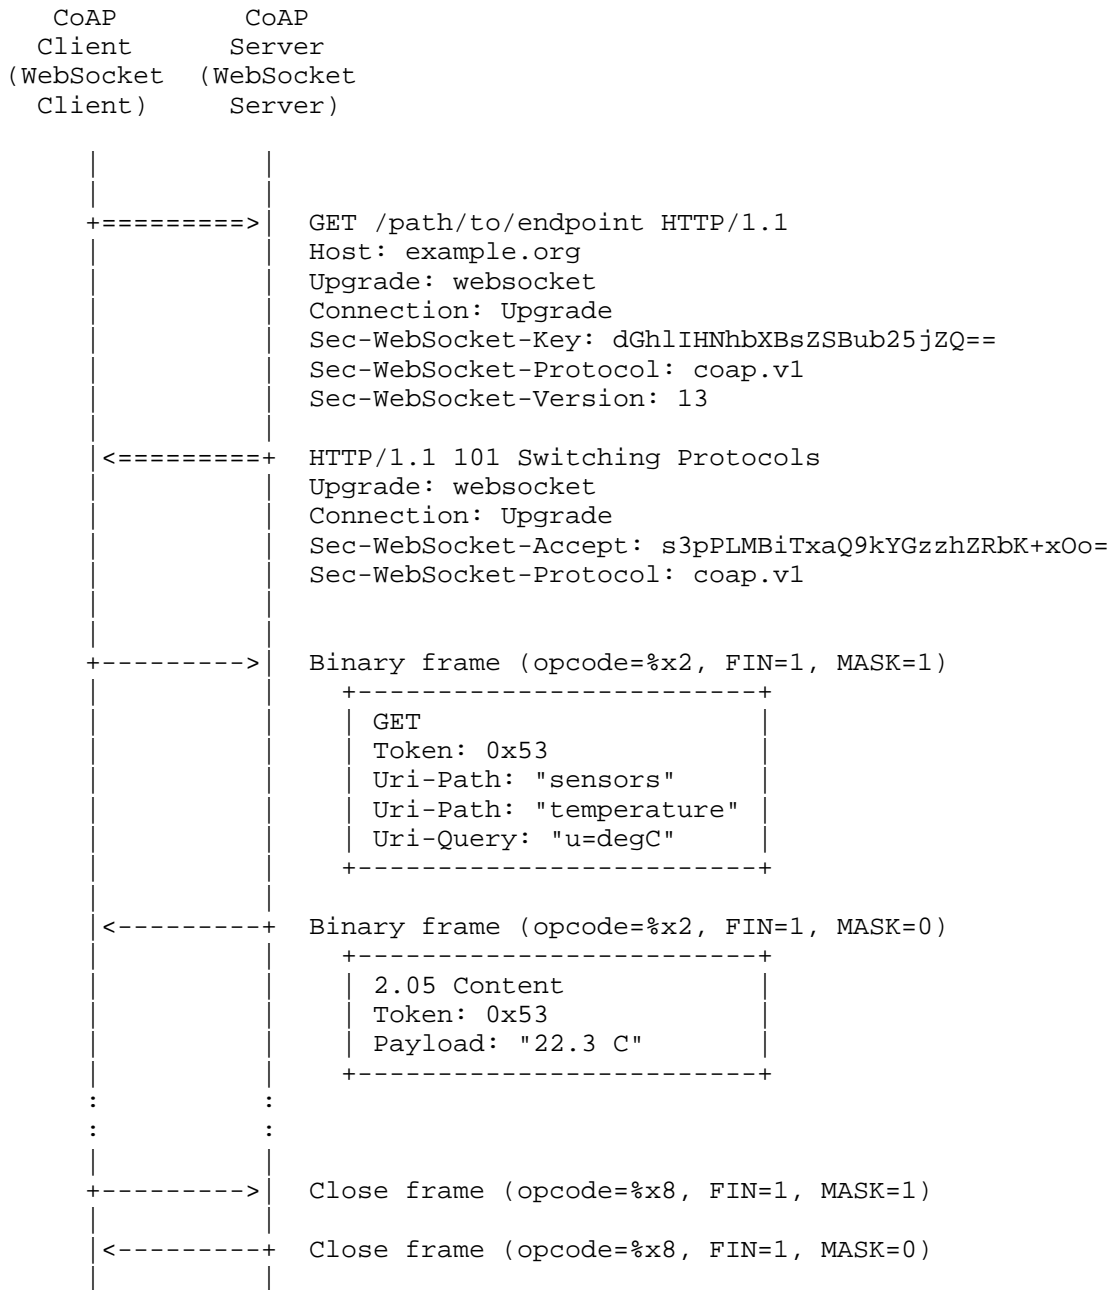 CoAP CoAP
Client Server
(WebSocket (WebSocket
Client) Server)
GET /path/to/endpoint HTTP/1.1
Host: example.org
Upgrade: websocket
Connection: Upgrade
Sec-WebSocket-Key: dGhlIHNhbXBsZSBub25jZQ==
Sec-WebSocket-Protocol: coap.v1
Sec-WebSocket-Version: 13
HTTP/1.1 101 Switching Protocols
Upgrade: websocket
Connection: Upgrade
Sec-WebSocket-Accept: s3pPLMBiTxaQ9kYGzzhZRbK+xOo=
Sec-WebSocket-Protocol: coap.v1
Binary frame (opcode=%x2, FIN=1, MASK=1)
GET
Token: 0x53
Uri-Path: "sensors"
Uri-Path: "temperature"
Uri-Query: "u=degC"
Binary frame (opcode=%x2, FIN=1, MASK=0)
2.05 Content
Token: 0x53
Payload: "22.3 C"
Close frame (opcode=%x8, FIN=1, MASK=1)
Close frame (opcode=%x8, FIN=1, MASK=0)